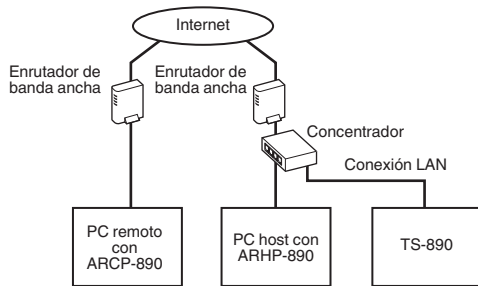 Internet
Enrutador de
banda ancha
Enrutador de
banda ancha
Concentrador
Conexión LAN
PC remoto
con
ARCP-890
PC host con
ARHP-890
TS-890